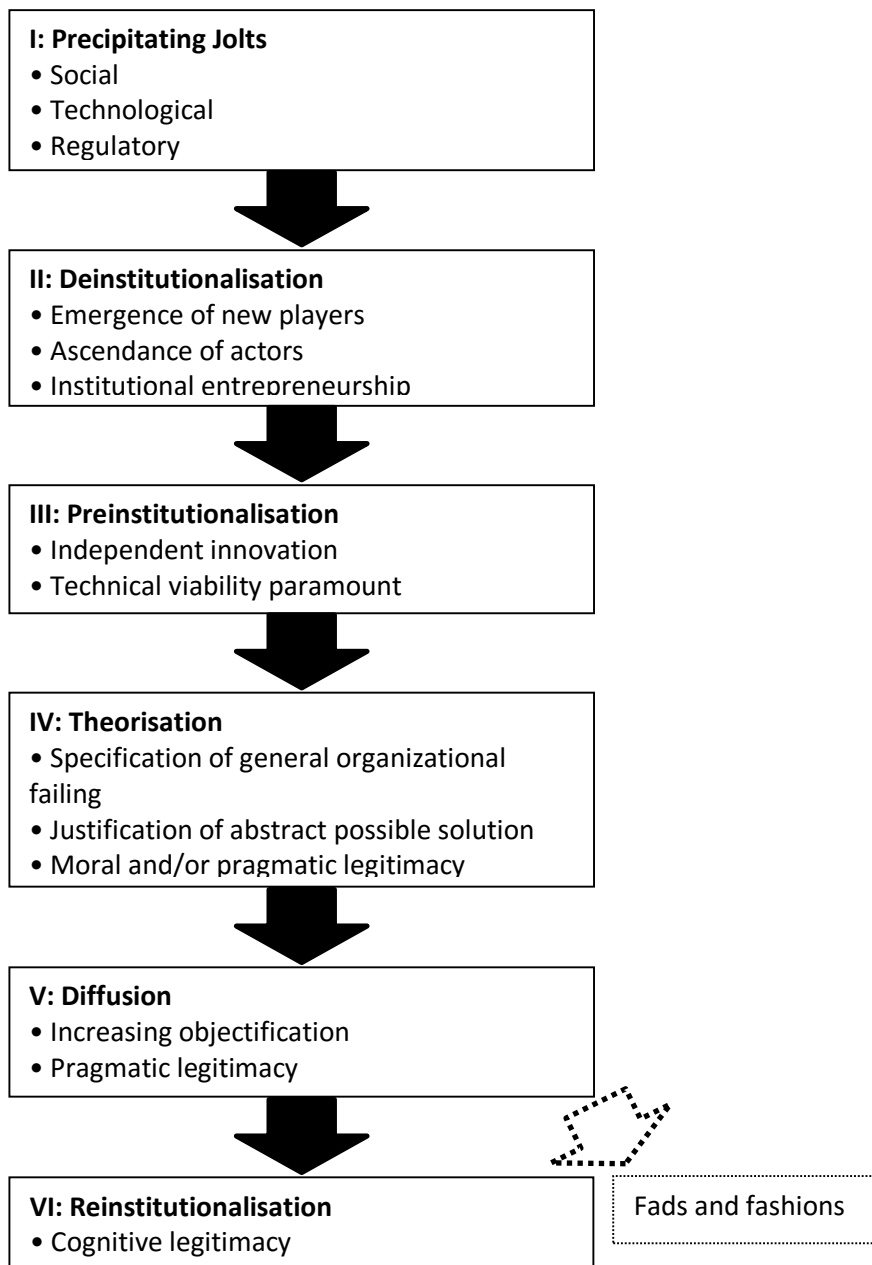 I: Precipitating Jolts
• Social
• Technological
• Regulatory
II: Deinstitutionalisation
• Emergence of new players
• Ascendance of actors
• Institutional entrepreneurship
III: Preinstitutionalisation
• Independent innovation
• Technical viability paramount
IV: Theorisation
• Specification of general organizational
failing
• Justification of abstract possible solution
• Moral and/or pragmatic legitimacy
V: Diffusion
• Increasing objectification
• Pragmatic legitimacy
VI: Reinstitutionalisation
• Cognitive legitimacy
Fads and fashions